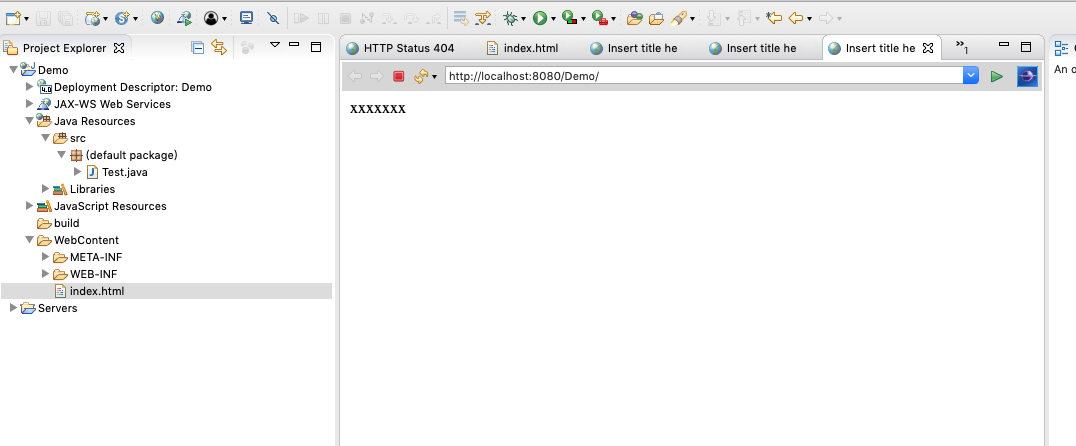 Project Explorer
Demo
4.0
Deployment Descriptor: Demo
JAX-WS Web Services
Java Resources
src
(default package)
Test.java
Libraries
JavaScript Resources
build
WebContent
META-INF
WEB-INF
index.html
Servers
HTTP Status 404
index.html
Insert title he
Insert title he
Insert title he
»1
http://localhost:8080/Demo/
xxxxxxx
An o